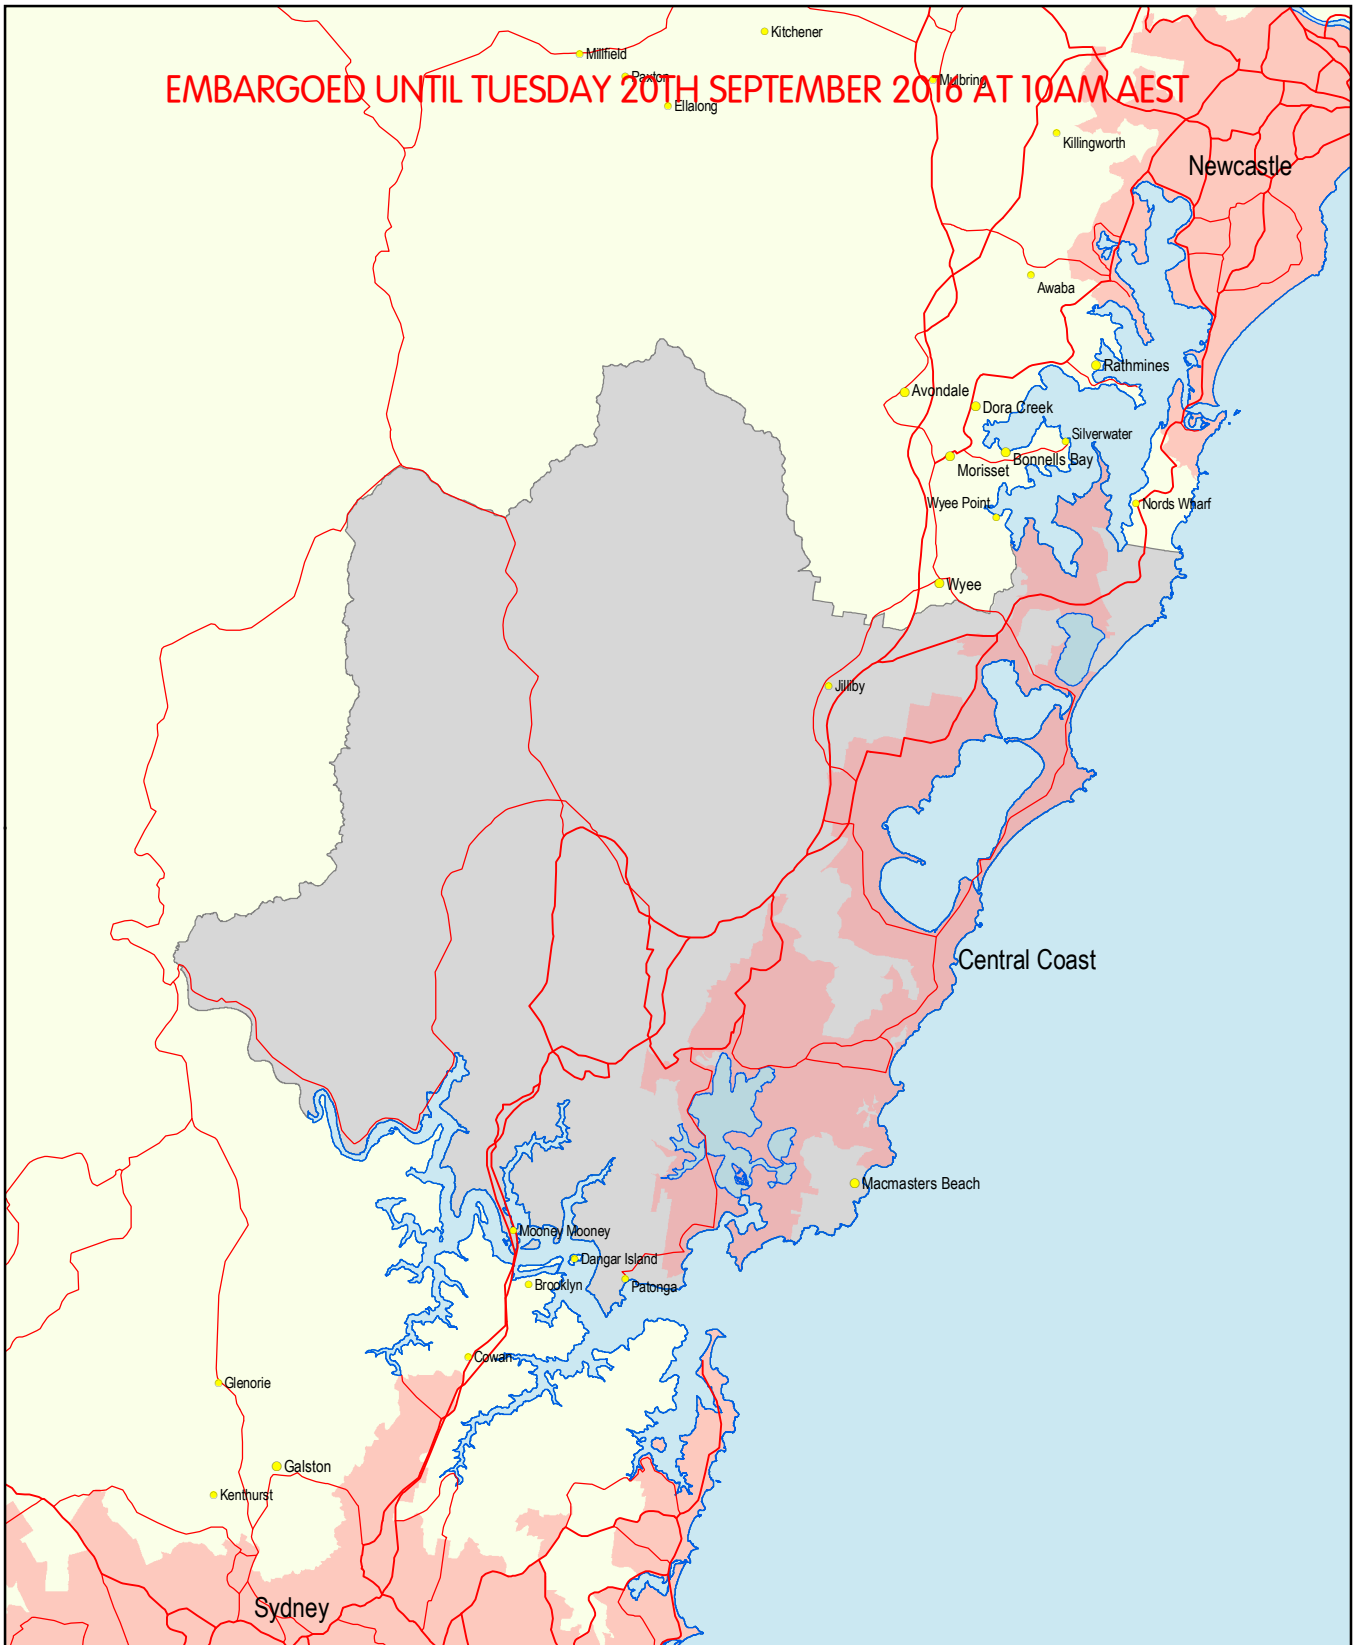 Kitchener
Millfield
Paxton
Mulbring
EMBARGOED UNTIL TUESDAY 20TH SEPTEMBER 2016 AT 10AM AEST
Ellalong
Killingworth
Newcastle
Awaba
Rathmines
Avondale
Dora Creek
Silverwater
Bonnells Bay
Morisset
Wyee Point
Nords Wharf
Wyee
Jilliby
Central Coast
Macmasters Beach
Mooney Mooney
Dangar Island
Brooklyn
Patonga
Cowan
Glenorie
Galston
Kenthurst
Sydney